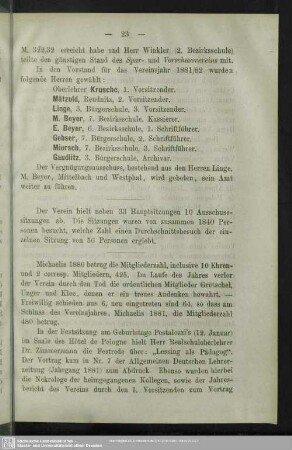 — 25 —
M. 322,32 erreicht habe und Herr Winkler (2. Bezirksschule)
teilte den günstigen Stand des Spar- und Vorschussvereins mit.
In den Vorstand für das Vereinsjahr 1881/82 wurden
folgende Herren gewählt:
Oberlehrer Krusche, 1. Vorsitzender.
Mätzold, Reudnitz, 2. Vorsitzender.
Linge, 3. Bürgerschule, 3. Vorsitzender.
M. Beyer, 7. Bezirksschule, Kassierer.
E. Beyer, 6. Bezirksschule, 1. Schriftführer.
Gehser, 7. Bürgerschule, 2. Schriftführer.
Miersch, 7. Bezirksschule, 3. Schriftführer.
Gaudlitz, 3. Bürgerschule, Archivar.
Der Vergnügungsausschuss, bestehend aus den Herren Linge,
M. Beyer, Mittelbach und Westphal, wird gebeten, sein Amt
weiter zu führen.
Der Verein hielt neben 33 Hauptsitzungen 10 Ausschuss-
sitzungen ab. Die Sitzungen waren von zusammen 1840 Per-
sonen besucht, welche Zahl einen Durchschnittsbesuch der ein-
zelnen Sitzung von 56 Personen ergiebt.
Michaelis 1880 betrug die Mitgliederzahl, inclusive 10 Ehren-
und 2 corresp. Mitgliedern, 425. Im Laufe des Jahres verlor
der Verein durch den Tod die ordentlichen Mitglieder Gretschel,
Unger und Klex, denen er ein treues Andenken bewahrt. —
Freiwillig schieden aus 6, neu eingetreten sind 64, so dass am
Schluss des Vereinsjahres, Michaelis 1881, die Mitgliederzahl
480 betrug.
In der Festsitzung am Geburtstage Pestalozzi's (12. Januar)
im Saale des Hôtel de Pologne hielt Herr Realschuloberlehrer
Dr. Zimmermann die Festrede über: „Lessing als Pädagog".
Der Vortrag kam in Nr. 7 der Allgemeinen Deutschen Lehrer-
zeitung (Jahrgang 1881) zum Abdruck. Ebenso wurden hierbei
die Nekrologe der heimgegangenen Kollegen, sowie der Jahres-
bericht des Vereins durch den 1. Vorsitzenden zum Vortrag